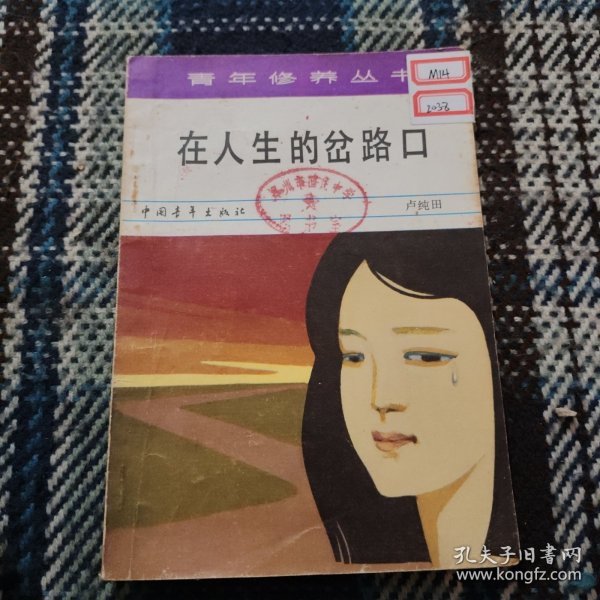 青年修养丛书
M14
2033
在人生的岔路口
中国青年出版社
卢纯田
孔夫子旧书网
www.kongfz.com